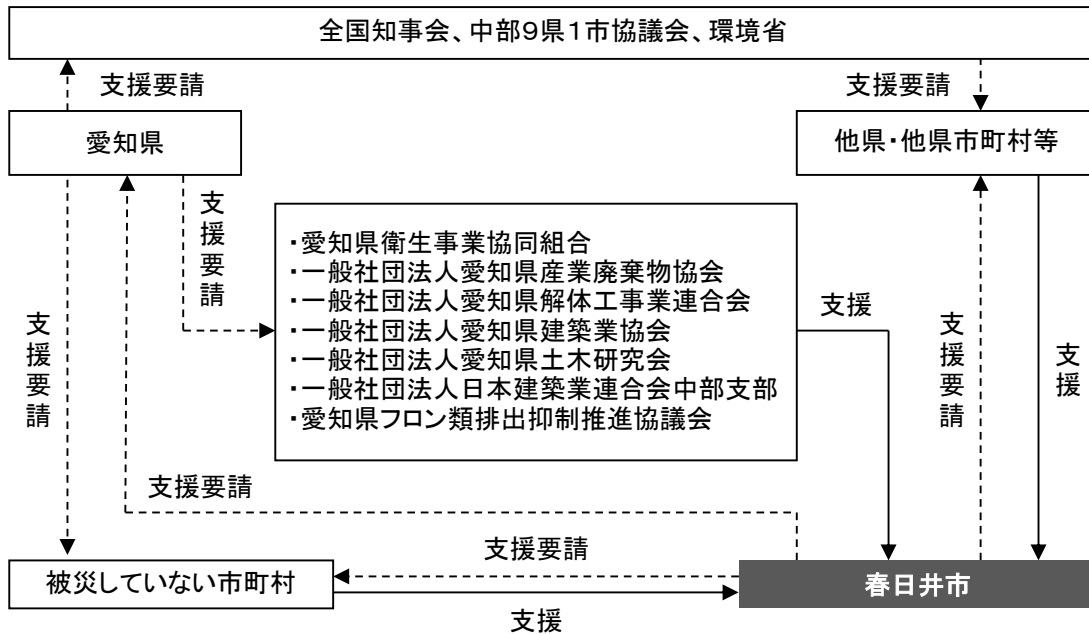 全国知事会、中部９県１市協議会、環境省
支援要請
支援要請
愛知県
他県・他県市町村等
支援要請
・愛知県衛生事業協同組合
・一般社団法人愛知県産業廃棄物協会
・一般社団法人愛知県解体工事業連合会
・一般社団法人愛知県建築業協会
・一般社団法人愛知県土木研究会
・一般社団法人日本建築業連合会中部支部
・愛知県フロン類排出抑制推進協議会
支援
支援要請
支援要請
支援
支援要請
支援要請
被災していない市町村
春日井市
支援